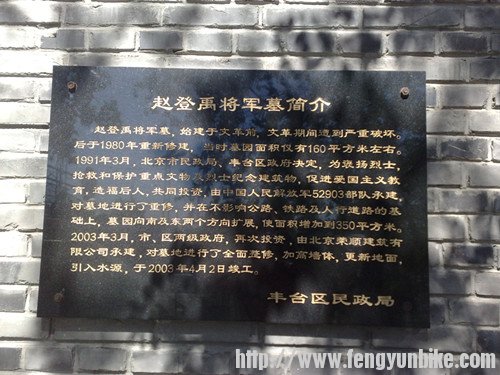 赵登禹将军墓简介
赵登禹将军墓，始建于文革前，文革期间遭到严重破坏。
后于1980年重新修建，当时墓园面积仅有160平方米左右。
1991年3月，北京市民政局、丰台区政府决定，为褒扬烈士，
抢救和保护重点文物及烈士纪念建筑物，促进爱国主义教
育，造福后人，共同投资，由中国人民解放军52903部队承建，
对墓地进行了重修，并在不影响公路、铁路及人行道路的基
础上，墓园向南及东两个方向扩展，使面积增加到350平方米。
2003年3月，市、区两级政府，再次投资，由北京荣顺建筑有
限公司承建，对墓地进行了全面整修，加高墙体，更新地面，
引入水源，于2003年4月2日竣工。
丰台区民政局
http://www.fengyunbike.com